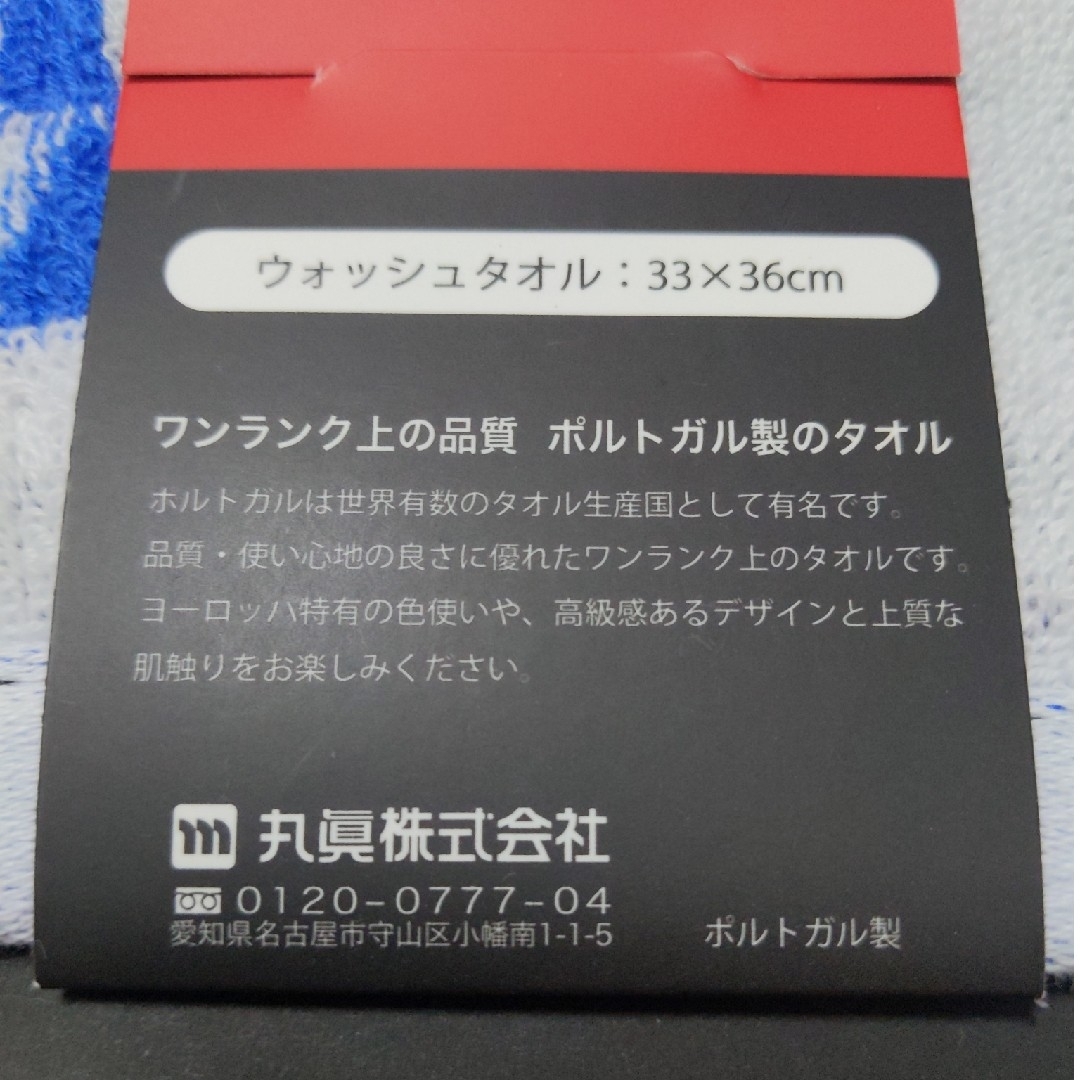 ウォッシュタオル：33×36cm
ワンランク上の品質 ポルトガル製のタオル
ポルトガルは世界有数のタオル生産国として有名です。
品質・使い心地の良さに優れたワンランク上のタオルです。
ヨーロッパ特有の色使いや、高級感あるデザインと上質な
肌触りをお楽しみください。
丸眞株式会社
0120-0777-04
愛知県名古屋市守山区小幡南1-1-5
ポルトガル製